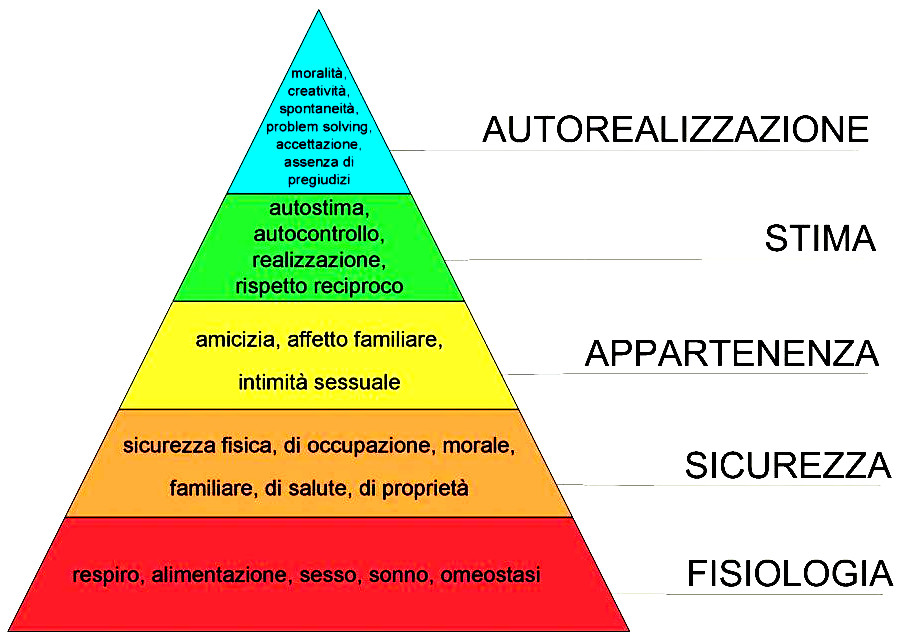 moralità,
creatività,
spontaneità,
problem solving,
accettazione,
assenza di
pregiudizi
AUTOREALIZZAZIONE
autostima,
autocontrollo,
realizzazione,
rispetto reciproco
STIMA
amicizia, affetto familiare,
intimità sessuale
APPARTENENZA
sicurezza fisica, di occupazione, morale,
familiare, di salute, di proprietà
SICUREZZA
respiro, alimentazione, sesso, sonno, omeostasi
FISIOLOGIA